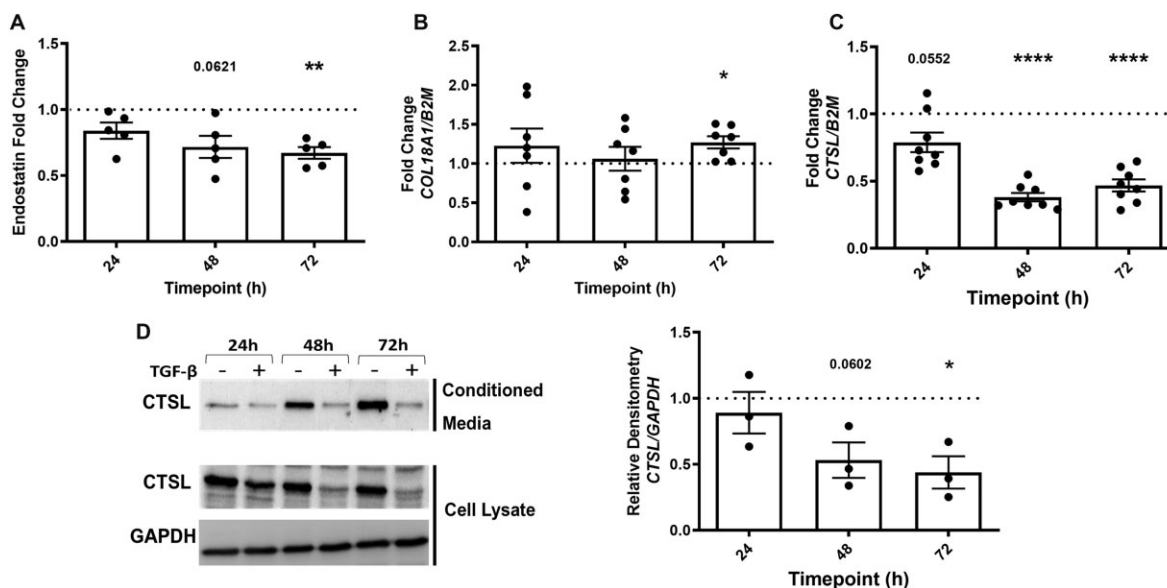 A
Endostatin Fold Change
1.5
1.0
0.5
0.0
0.0621
**
24
48
72
Timepoint (h)
B
Fold Change
COL18A1/B2M
2.5
2.0
1.5
1.0
0.5
0.0
*
24
48
72
Timepoint (h)
C
Fold Change
CTSL/B2M
1.5
1.0
0.5
0.0
0.0552
****
****
24
48
72
Timepoint (h)
D
24h 48h 72h
TGF-β - + - + - +
CTSL
Conditioned
Media
CTSL
Cell Lysate
GAPDH
Relative Densitometry
CTSL/GAPDH
1.5
1.0
0.5
0.0
0.0602
*
24
48
72
Timepoint (h)